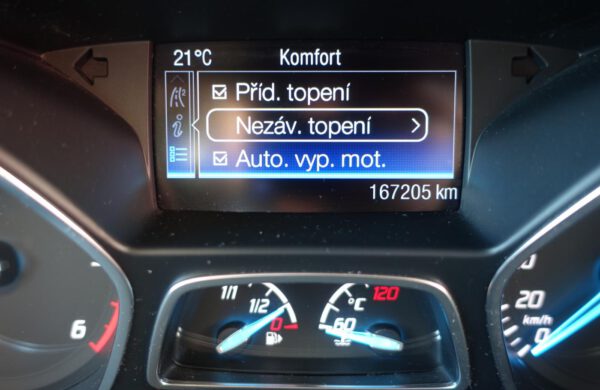 21°C Komfort
Příd. topení
Nezáv. topení
Auto. vyp. mot.
167205 km
1/1
1/2
0
°C
120
60
6
40
20
0
km/h